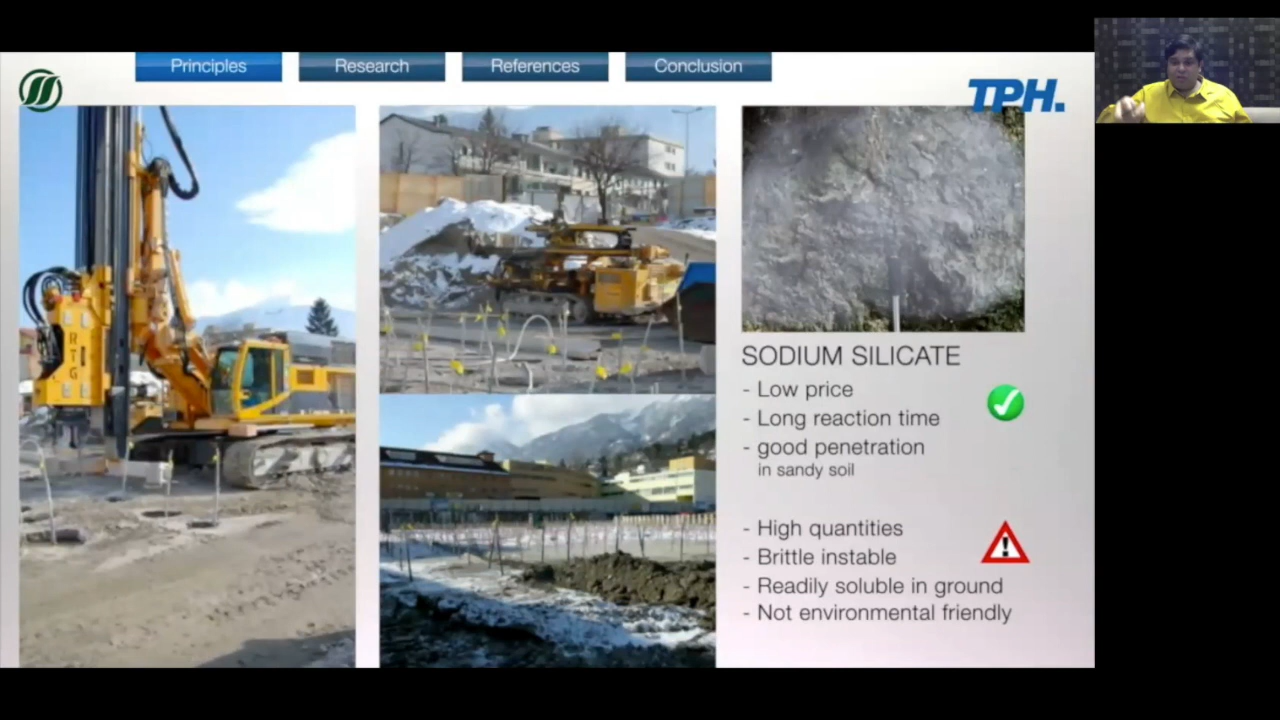 Principles
Research
References
Conclusion
TPH.
RTG
SODIUM SILICATE
- Low price
- Long reaction time
- good penetration
in sandy soil
- High quantities
- Brittle instable
- Readily soluble in ground
- Not environmental friendly